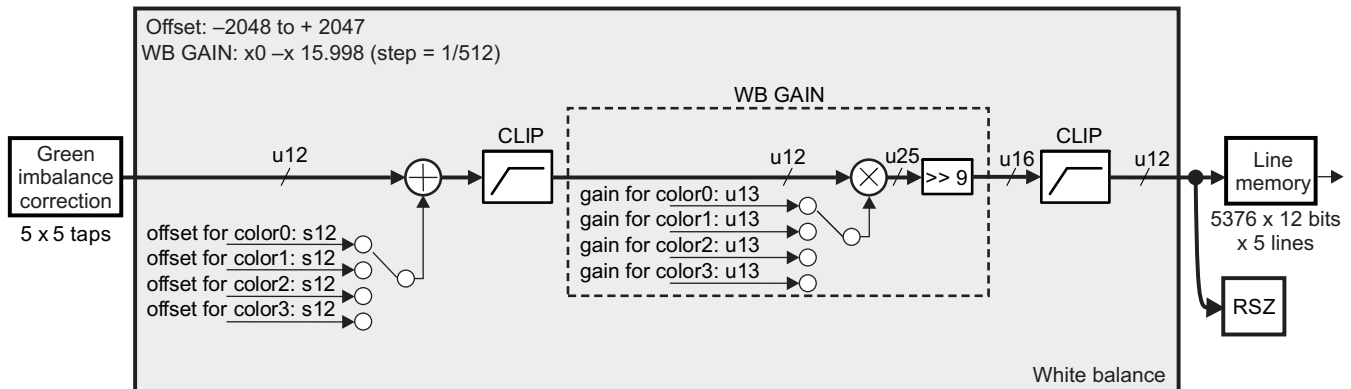 Offset: –2048 to + 2047
WB GAIN: x0 –x 15.998 (step = 1/512)
Green
imbalance
correction
5 x 5 taps
u12
offset for color0: s12
offset for color1: s12
offset for color2: s12
offset for color3: s12
CLIP
WB GAIN
u12
u25
>> 9
gain for color0: u13
gain for color1: u13
gain for color2: u13
gain for color3: u13
u16
CLIP
u12
Line
memory
5376 x 12 bits
x 5 lines
RSZ
White balance